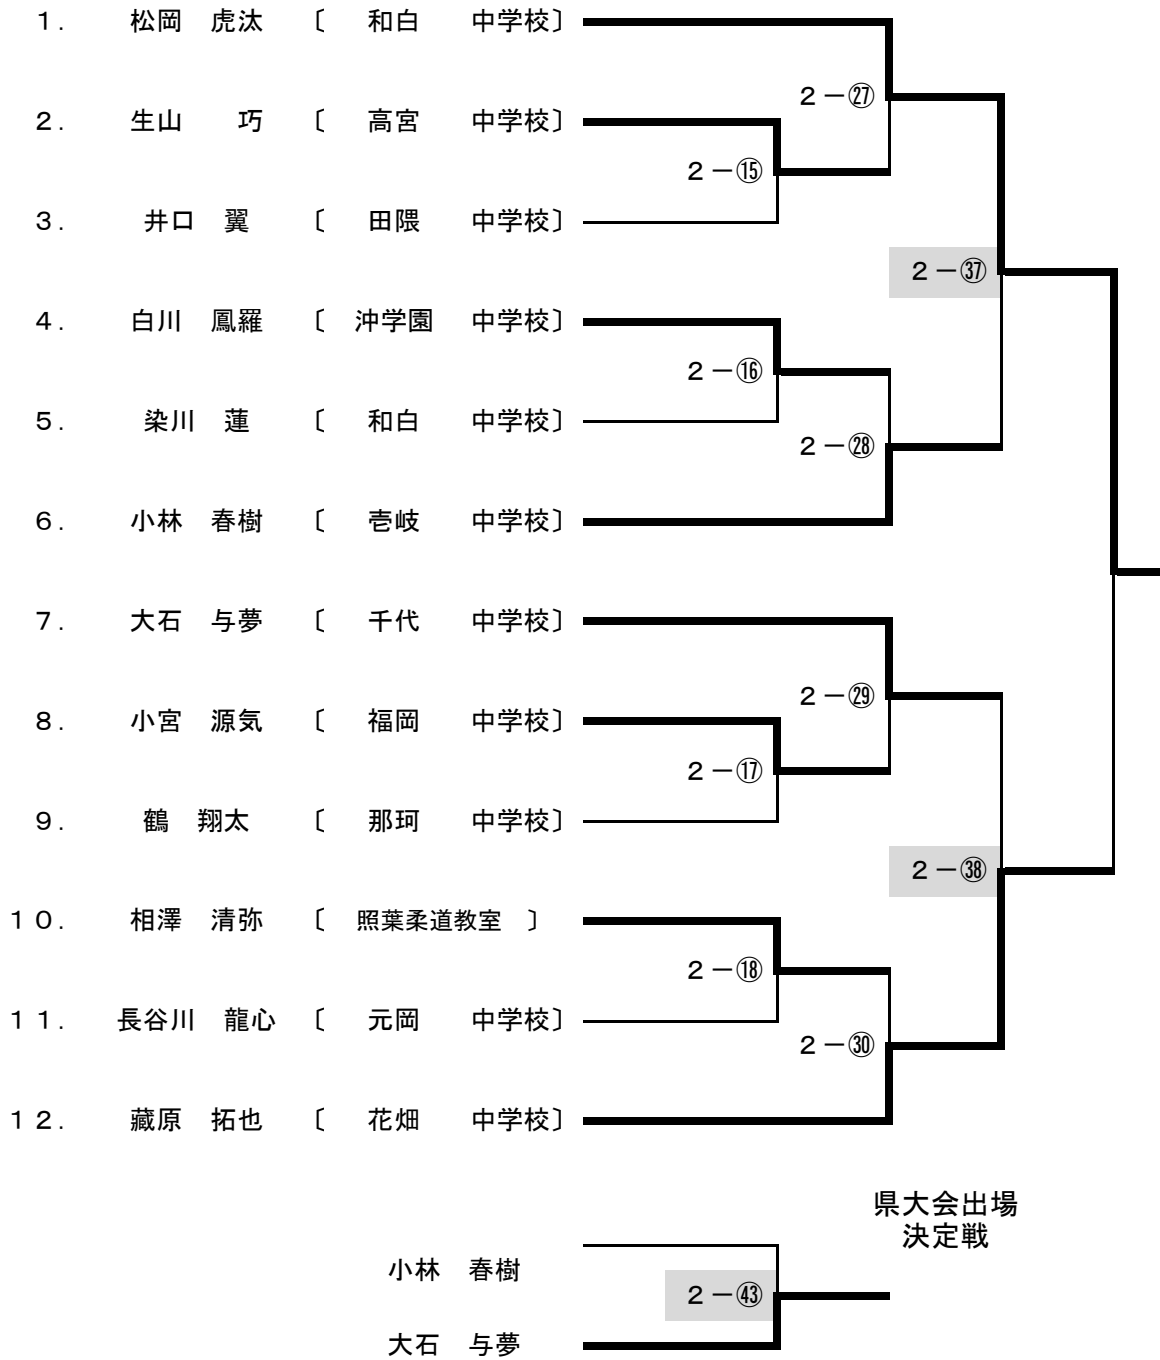 １． 松岡　虎汰 〔 和白 中学校〕
２－㉗
２． 生山　巧 〔 高宮 中学校〕
２－⑮
３． 井口　翼 〔 田隈 中学校〕
２－㊲
４． 白川　鳳羅 〔 沖学園 中学校〕
２－⑯
５． 染川　蓮 〔 和白 中学校〕
２－㉘
６． 小林　春樹 〔 壱岐 中学校〕
７． 大石　与夢 〔 千代 中学校〕
２－㉙
８． 小宮　源気 〔 福岡 中学校〕
２－⑰
９． 鶴　翔太 〔 那珂 中学校〕
２－㊳
１０． 相澤　清弥 〔 照葉柔道教室 〕
２－⑱
１１． 長谷川　龍心 〔 元岡 中学校〕
２－㉚
１２． 藏原　拓也 〔 花畑 中学校〕
県大会出場
決定戦
小林　春樹
２－㊸
大石　与夢